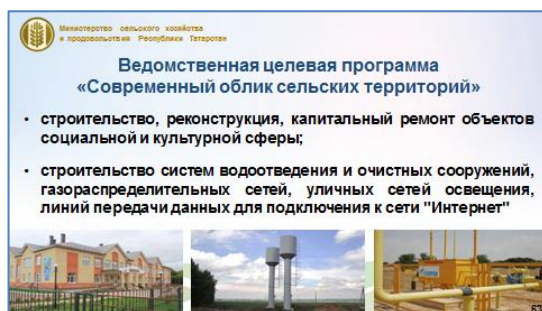 Министерство сельского хозяйства
и продовольствия Республики Татарстан
Ведомственная целевая программа
«Современный облик сельских территорий»
• строительство, реконструкция, капитальный ремонт объектов
социальной и культурной сферы;
• строительство систем водоотведения и очистных сооружений,
газораспределительных сетей, уличных сетей освещения,
линий передачи данных для подключения к сети "Интернет"